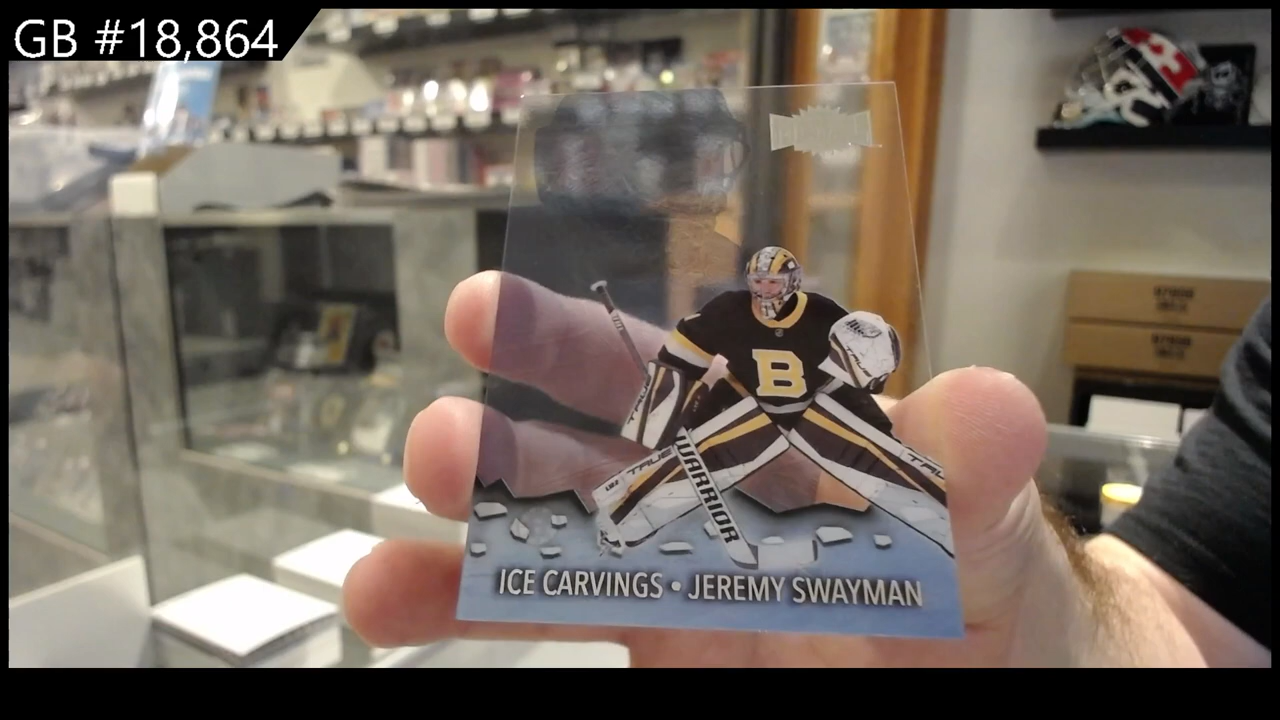 GB #18,864
B
TRUE
TRUE
WARRIOR
ICE CARVINGS • JEREMY SWAYMAN